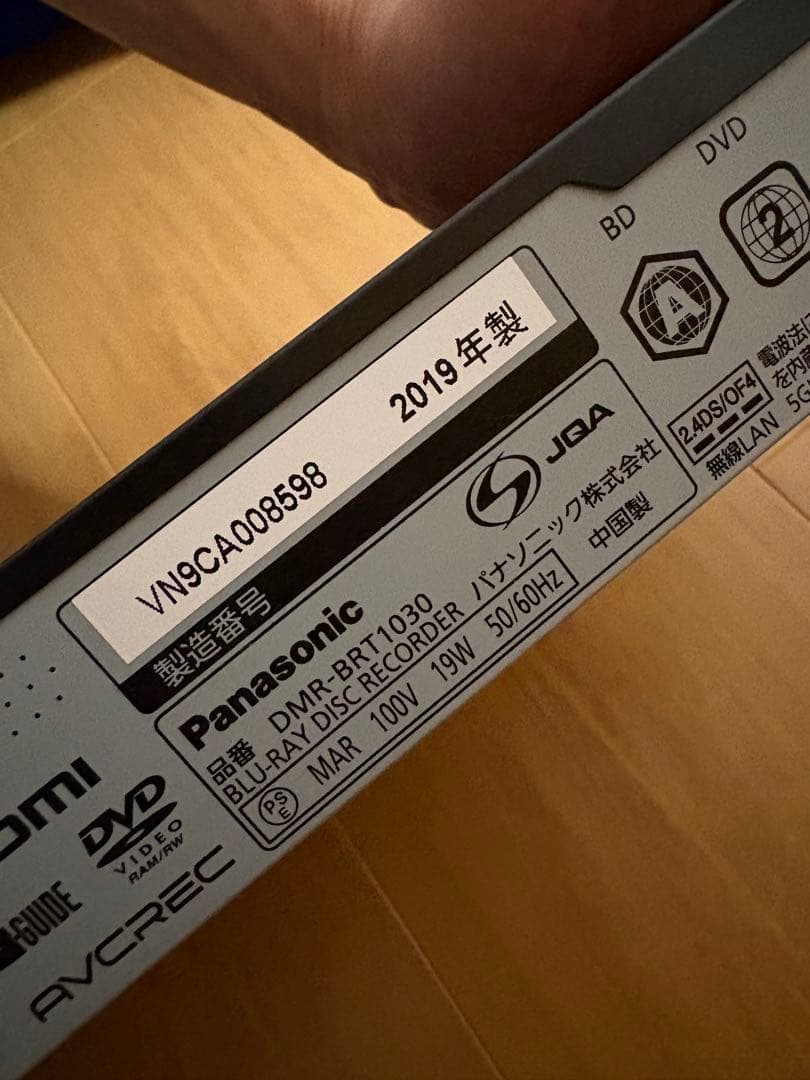 DVD
BD
2
A
VN9CA008598 2019年製
製造番号
JQA
2.4DS/OF4
無線LAN
電波法に
を内
5G
Panasonic
品番 DMR-BRT1030
BLU-RAY DISC RECORDER パナソニック株式会社
PSE MAR 100V 19W 50/60Hz
中国製
DVD
VIDEO
RAM/RW
GUIDE
AVCREC